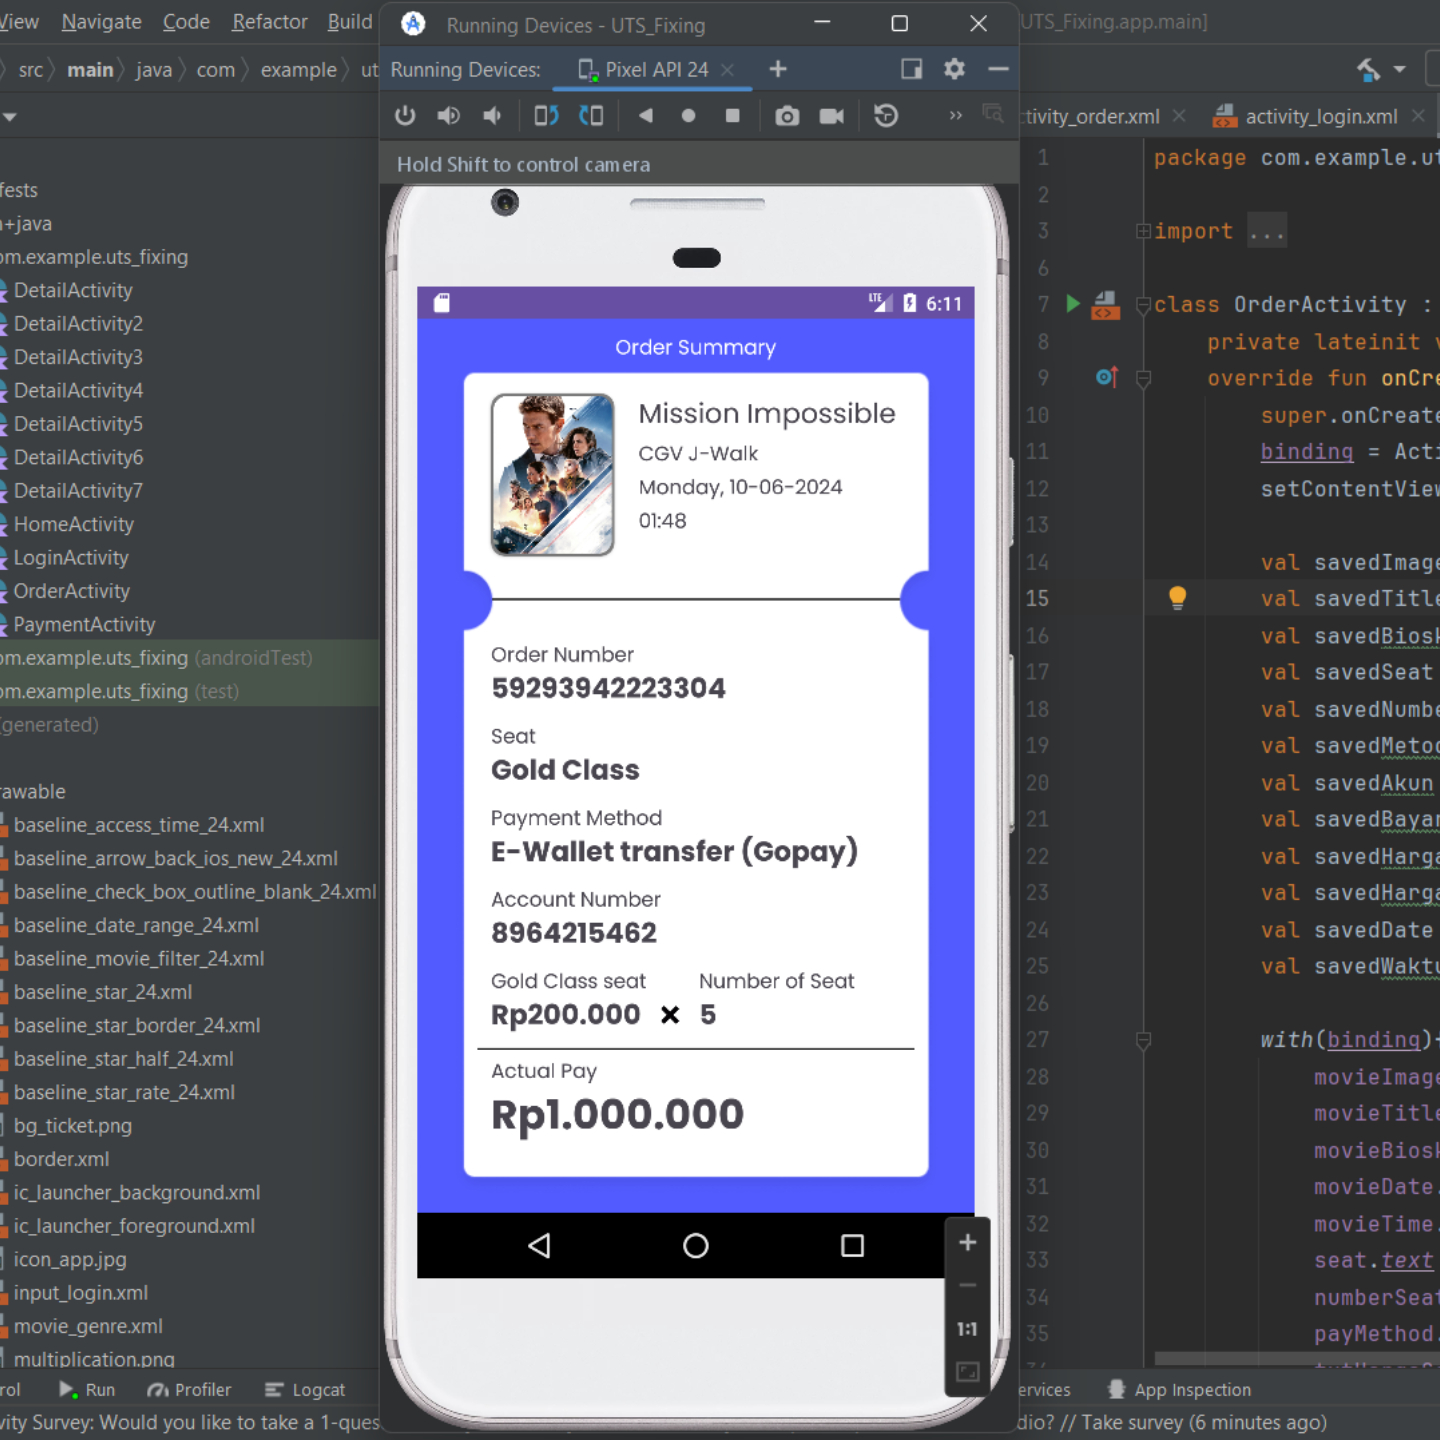 View Navigate Code Refactor Build
Running Devices - UTS_Fixing
UTS_Fixing.app.main]
src main java com example ut
Running Devices: Pixel API 24
Hold Shift to control camera
ctivity_order.xml activity_login.xml
fests
n+java
om.example.uts_fixing
DetailActivity
DetailActivity2
DetailActivity3
DetailActivity4
DetailActivity5
DetailActivity6
DetailActivity7
HomeActivity
LoginActivity
OrderActivity
PaymentActivity
om.example.uts_fixing (androidTest)
om.example.uts_fixing (test)
(generated)
rawable
baseline_access_time_24.xml
baseline_arrow_back_ios_new_24.xml
baseline_check_box_outline_blank_24.xml
baseline_date_range_24.xml
baseline_movie_filter_24.xml
baseline_star_24.xml
baseline_star_border_24.xml
baseline_star_half_24.xml
baseline_star_rate_24.xml
bg_ticket.png
border.xml
ic_launcher_background.xml
ic_launcher_foreground.xml
icon_app.jpg
input_login.xml
movie_genre.xml
multiplication.png
LTE 6:11
Order Summary
Mission Impossible
CGV J-Walk
Monday, 10-06-2024
01:48
Order Number
59293942223304
Seat
Gold Class
Payment Method
E-Wallet transfer (Gopay)
Account Number
8964215462
Gold Class seat Number of Seat
Rp200.000 × 5
Actual Pay
Rp1.000.000
1:1
1 package com.example.ut
2
3 import ...
6
7 class OrderActivity :
8 private lateinit v
9 override fun onCre
10 super.onCreate
11 binding = Acti
12 setContentView
13
14 val savedImage
15 val savedTitle
16 val savedBiosk
17 val savedSeat
18 val savedNumbe
19 val savedMetod
20 val savedAkun
21 val savedBayar
22 val savedHarga
23 val savedHarga
24 val savedDate
25 val savedWaktu
26
27 with(binding){
28 movieImage
29 movieTitle
30 movieBiosk
31 movieDate.
32 movieTime.
33 seat.text
34 numberSeat
35 payMethod.
rol Run Profiler Logcat ervices App Inspection
vity Survey: Would you like to take a 1-ques dio? // Take survey (6 minutes ago)